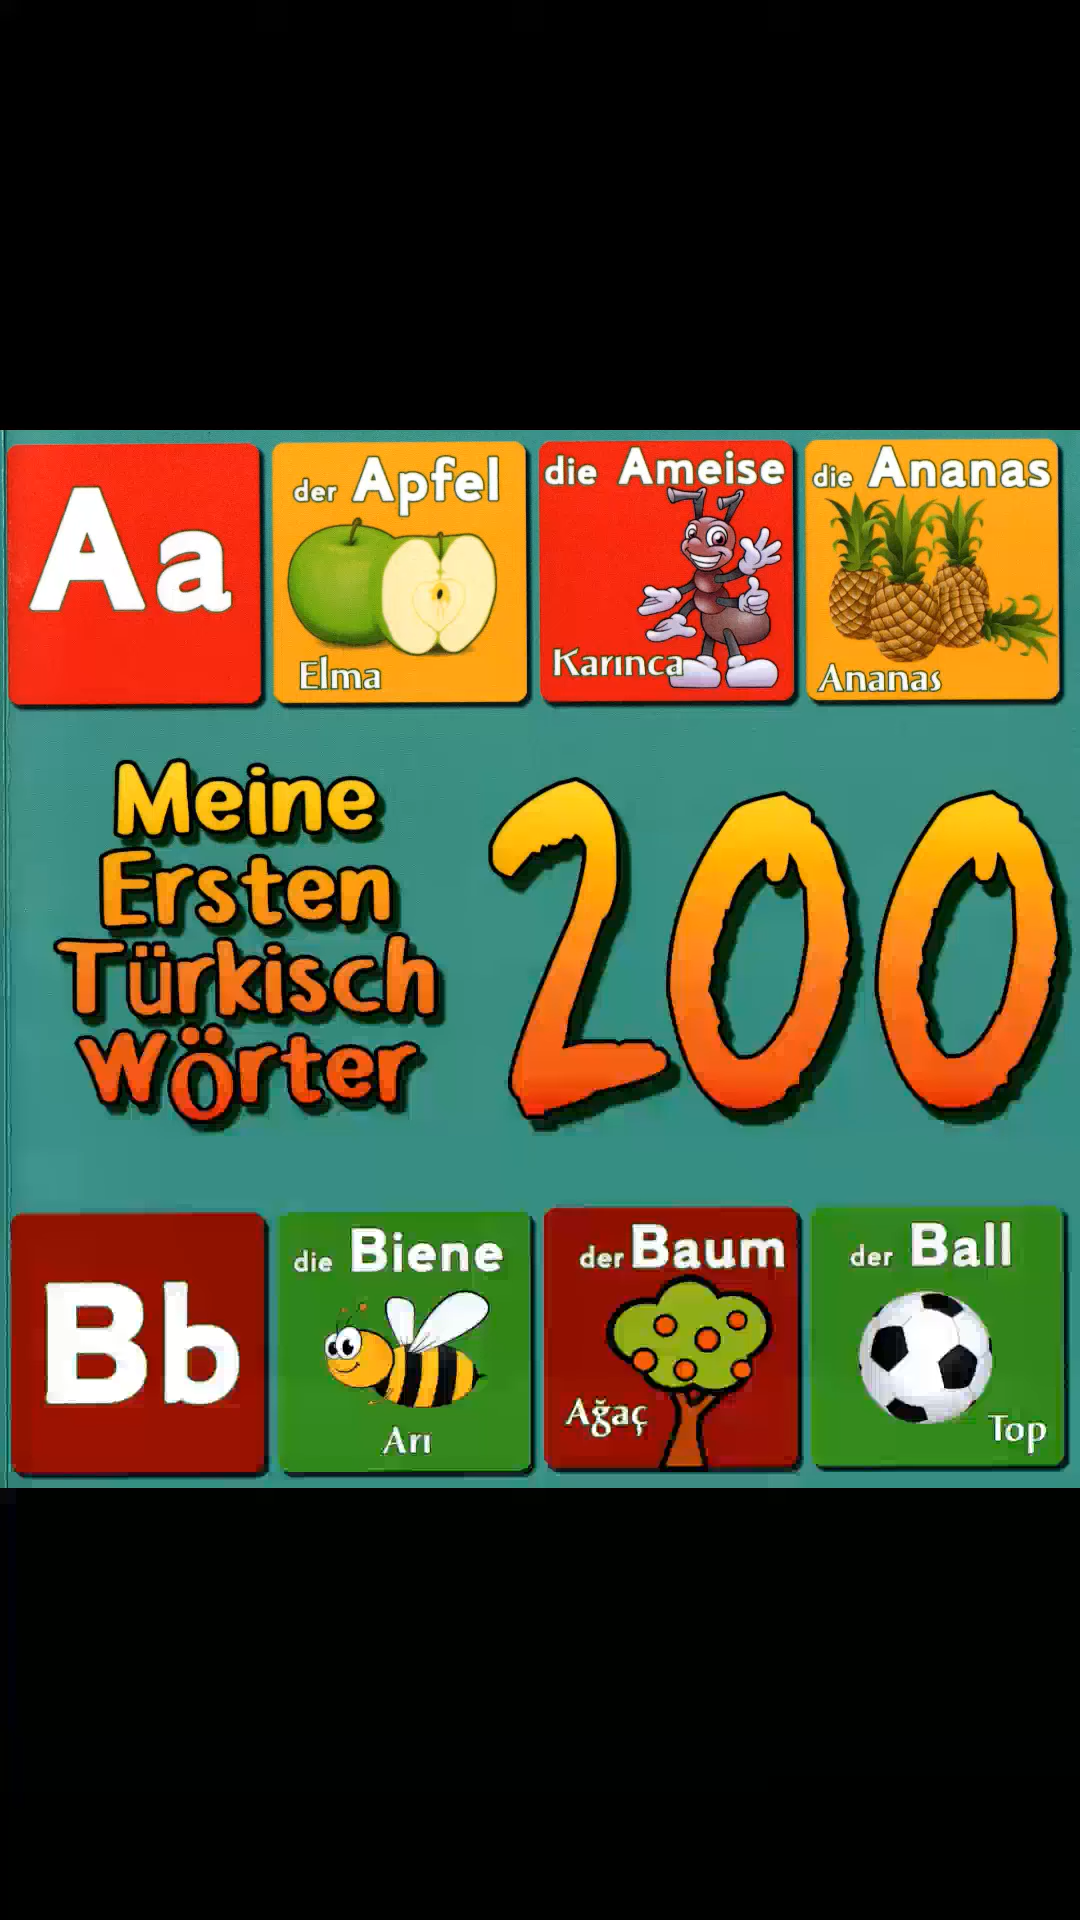 Aa
der Apfel
Elma
die Ameise
Karınca
die Ananas
Ananas
Meine
Ersten
Türkisch
Wörter
200
Bb
die Biene
Arı
der Baum
Ağaç
der Ball
Top